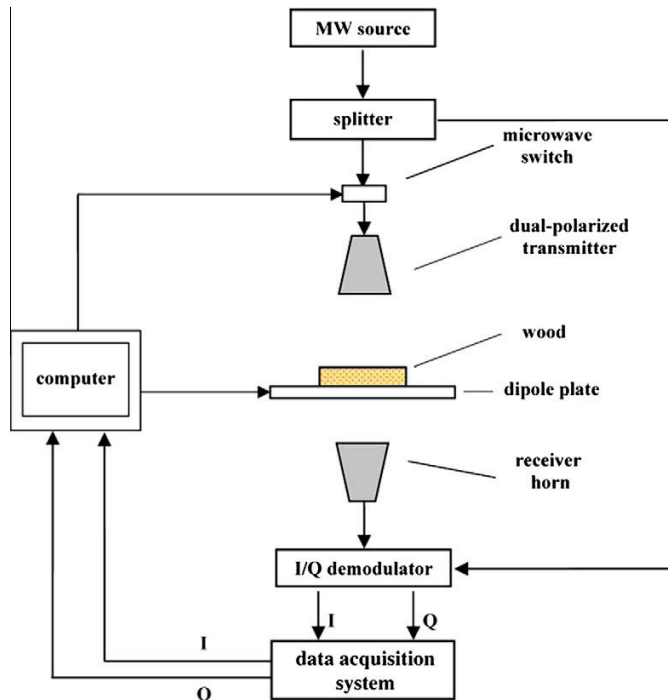 MW source
splitter
microwave
switch
dual-polarized
transmitter
wood
computer
dipole plate
receiver
horn
I/Q demodulator
I
Q
I
data acquisition
system
Q